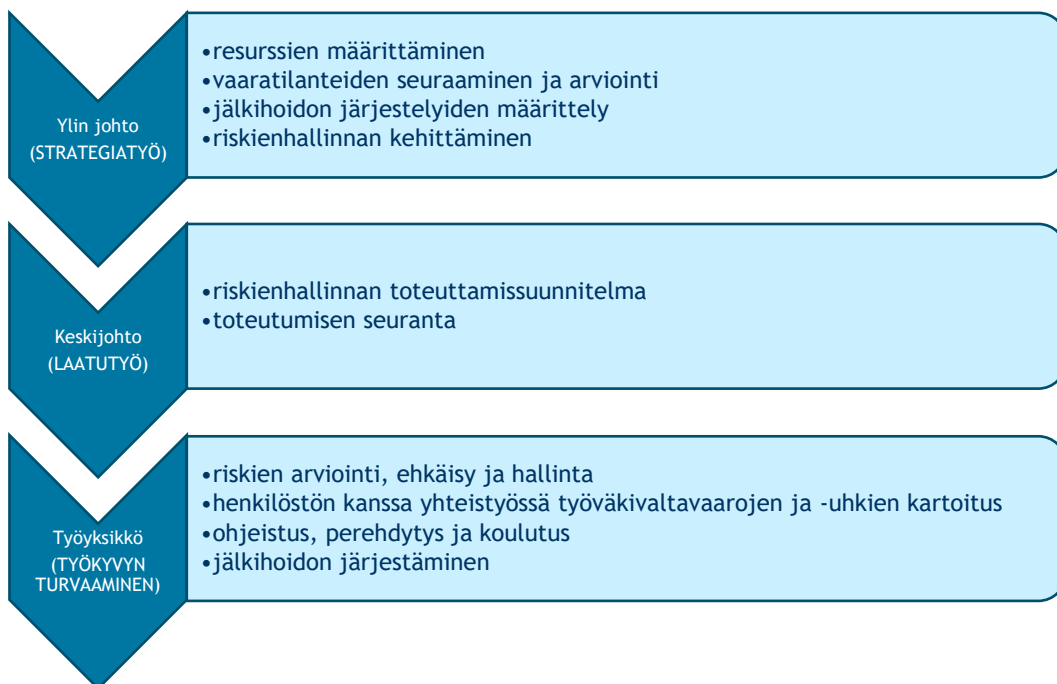 Ylin johto
(STRATEGIATYÖ)
•resurssien määrittäminen
•vaaratilanteiden seuraaminen ja arviointi
•jälkihoidon järjestelyiden määrittely
•riskienhallinnan kehittäminen
Keskijohto
(LAATUTYÖ)
•riskienhallinnan toteuttamissuunnitelma
•toteutumisen seuranta
Työyksikkö
(TYÖKYVYN
TURVAAMINEN)
•riskien arviointi, ehkäisy ja hallinta
•henkilöstön kanssa yhteistyössä työväkivaltavaarojen ja -uhkien kartoitus
•ohjeistus, perehdytys ja koulutus
•jälkihoidon järjestäminen